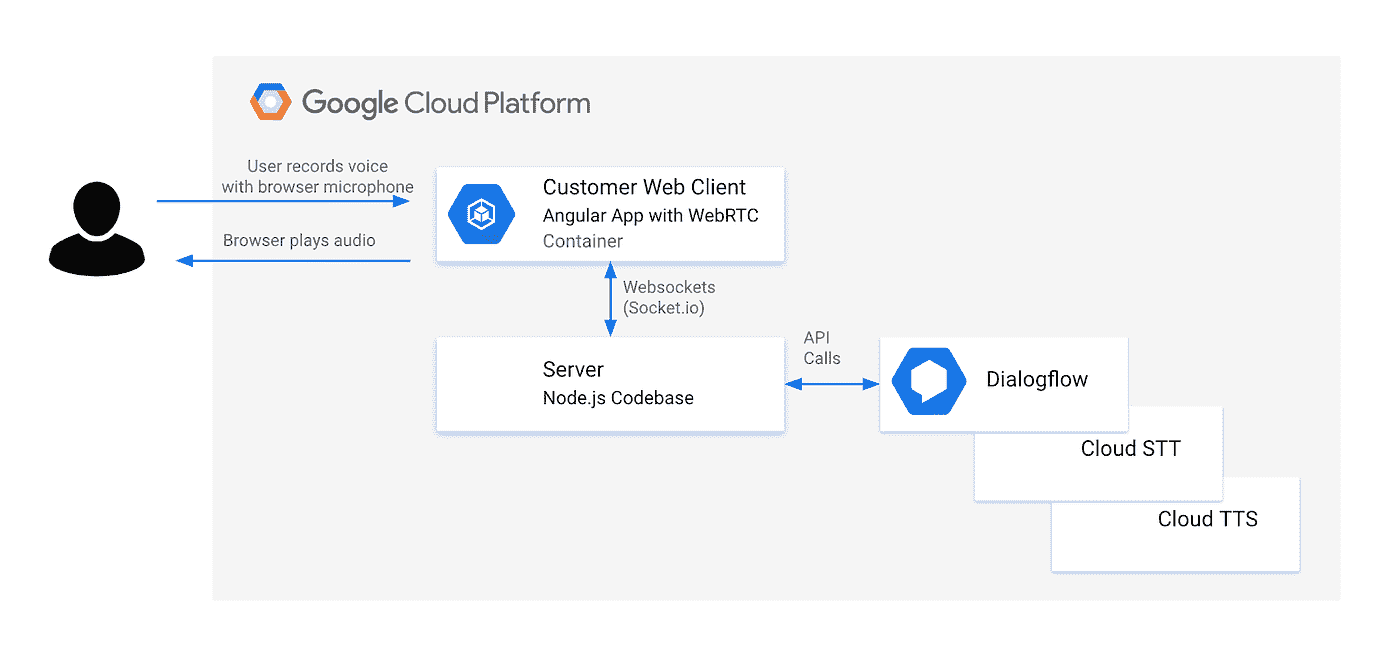 Google Cloud Platform
User records voice
with browser microphone
Browser plays audio
Customer Web Client
Angular App with WebRTC
Container
Websockets
(Socket.io)
Server
Node.js Codebase
API
Calls
Dialogflow
Cloud STT
Cloud TTS